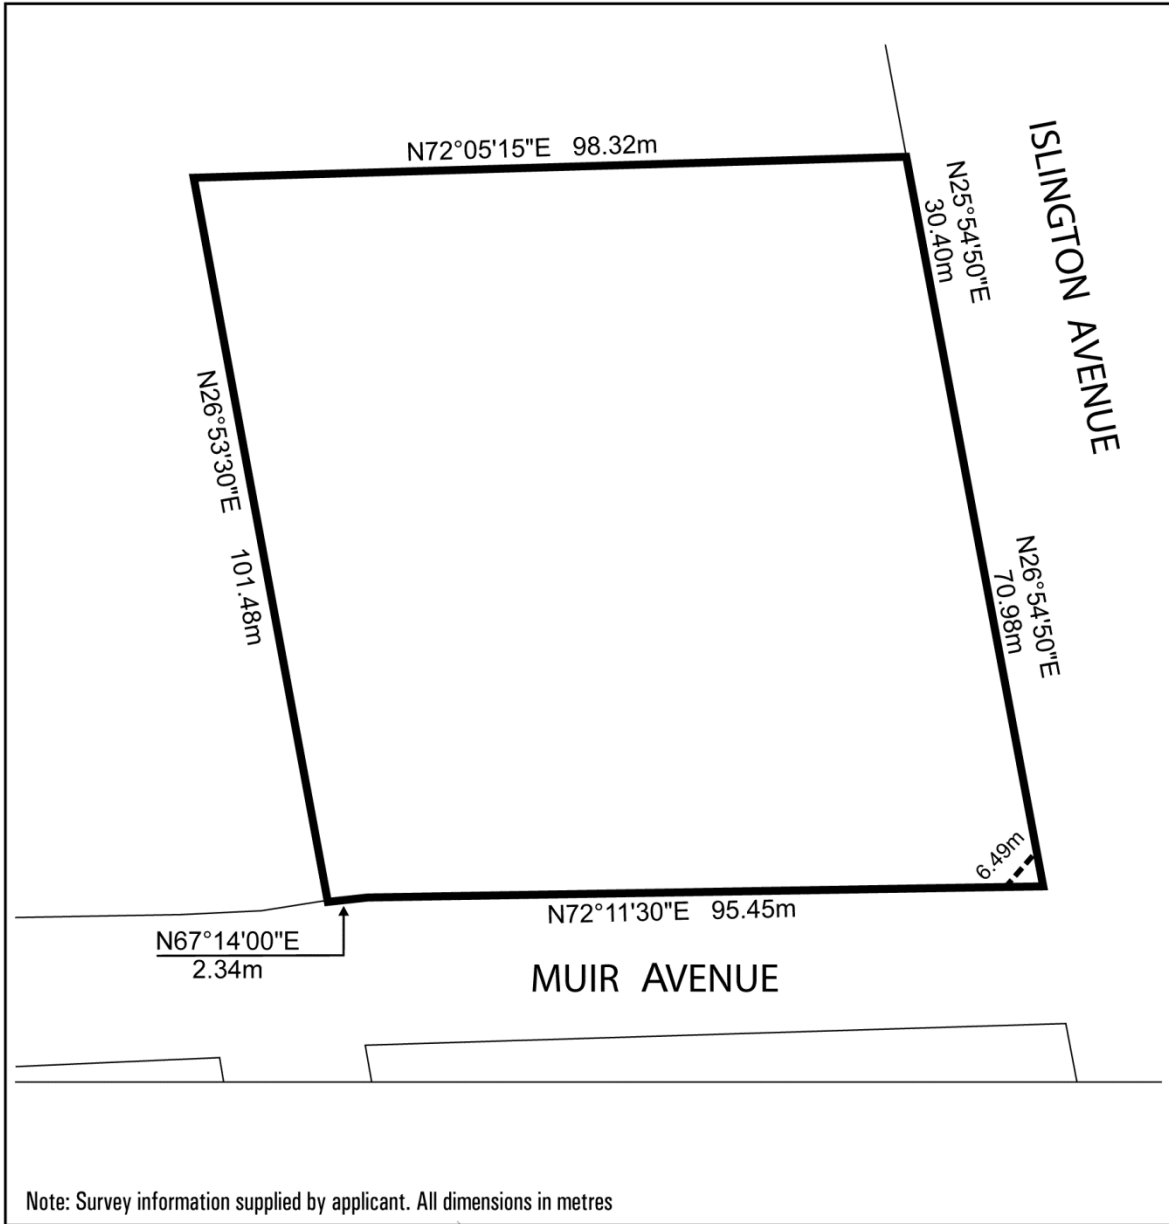 N72°05'15"E 98.32m
ISLINGTON AVENUE
N25°54'50"E
30.40m
N26°53'30"E 101.48m
N26°54'50"E
70.98m
6.49m
N72°11'30"E 95.45m
N67°14'00"E
2.34m
MUIR AVENUE
Note: Survey information supplied by applicant. All dimensions in metres